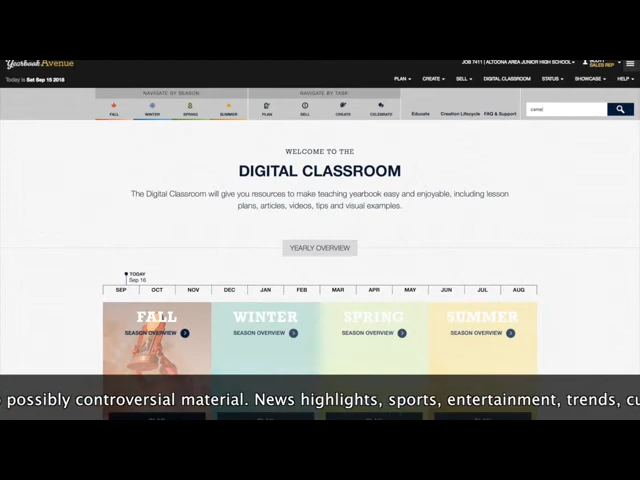 Yearbook Avenue
JOB 7411 | ALTOONA AREA JUNIOR HIGH SCHOOL
SALES REP
Today is Sat Sep 15 2018
PLAN CREATE SELL DIGITAL CLASSROOM STATUS SHOWCASE HELP
NAVIGATE BY SEASON NAVIGATE BY TASK
FALL WINTER SPRING SUMMER PLAN SELL CREATE CELEBRATE
Educate Creation Lifecycle FAQ & Support
WELCOME TO THE
DIGITAL CLASSROOM
The Digital Classroom will give you resources to make teaching yearbook easy and enjoyable, including lesson
plans, articles, videos, tips and visual examples.
YEARLY OVERVIEW
TODAY
Sep 16
SEP OCT NOV DEC JAN FEB MAR APR MAY JUN JUL AUG
FALL WINTER SPRING SUMMER
SEASON OVERVIEW SEASON OVERVIEW SEASON OVERVIEW SEASON OVERVIEW
possibly controversial material. News highlights, sports, entertainment, trends, cu